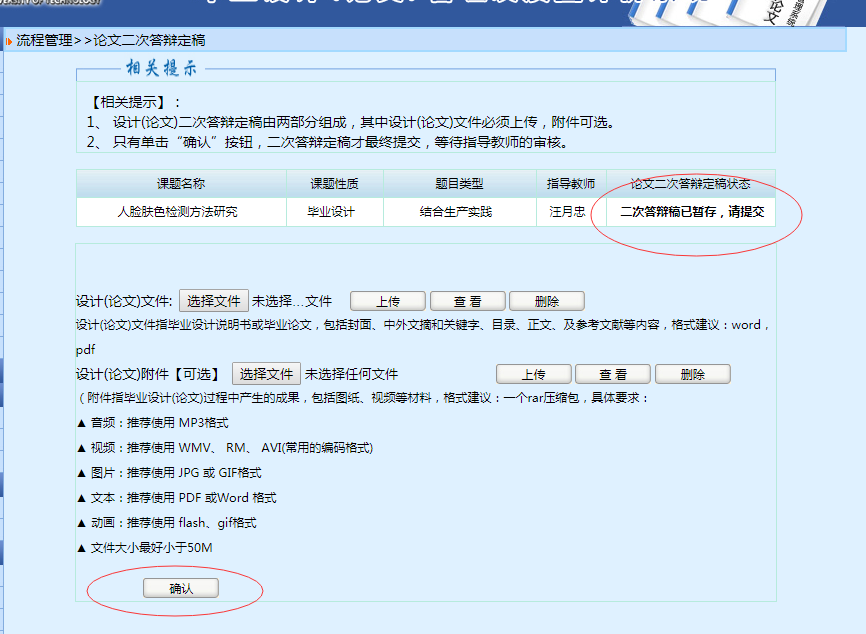 流程管理>>论文二次答辩定稿
相关提示
【相关提示】：
1、 设计(论文)二次答辩定稿由两部分组成，其中设计(论文)文件必须上传，附件可选。
2、 只有单击“确认”按钮，二次答辩定稿才最终提交，等待指导教师的审核。
课题名称 课题性质 题目类型 指导教师 论文二次答辩定稿状态
人脸肤色检测方法研究 毕业设计 结合生产实践 汪月忠 二次答辩稿已暂存，请提交
设计(论文)文件: 选择文件 未选择...文件 上传 查 看 删除
设计(论文)文件指毕业设计说明书或毕业论文，包括封面、中外文摘和关键字、目录、正文、及参考文献等内容，格式建议：word，
pdf
设计(论文)附件【可选】 选择文件 未选择任何文件 上传 查 看 删除
（附件指毕业设计(论文)过程中产生的成果，包括图纸、视频等材料，格式建议：一个rar压缩包，具体要求：
▲ 音频：推荐使用 MP3格式
▲ 视频：推荐使用 WMV、 RM、 AVI(常用的编码格式)
▲ 图片：推荐使用 JPG 或 GIF格式
▲ 文本：推荐使用 PDF 或Word 格式
▲ 动画：推荐使用 flash、gif格式
▲ 文件大小最好小于50M
确认